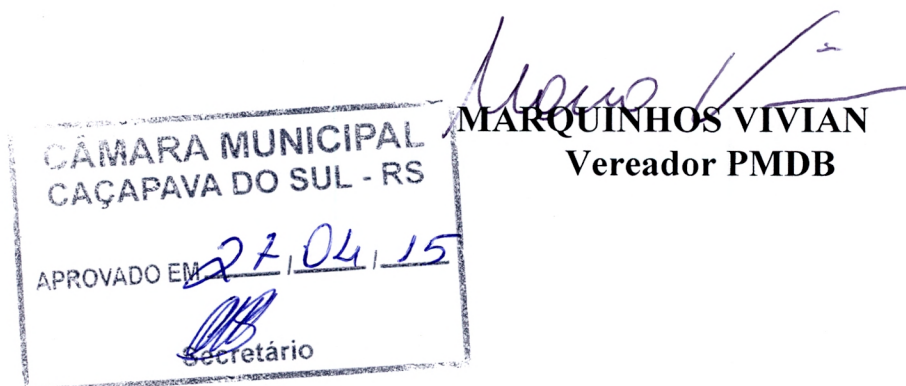 MARQUINHOS VIVIAN
Vereador PMDB
CÂMARA MUNICIPAL
CAÇAPAVA DO SUL - RS
APROVADO EM 27/04/15
Secretário